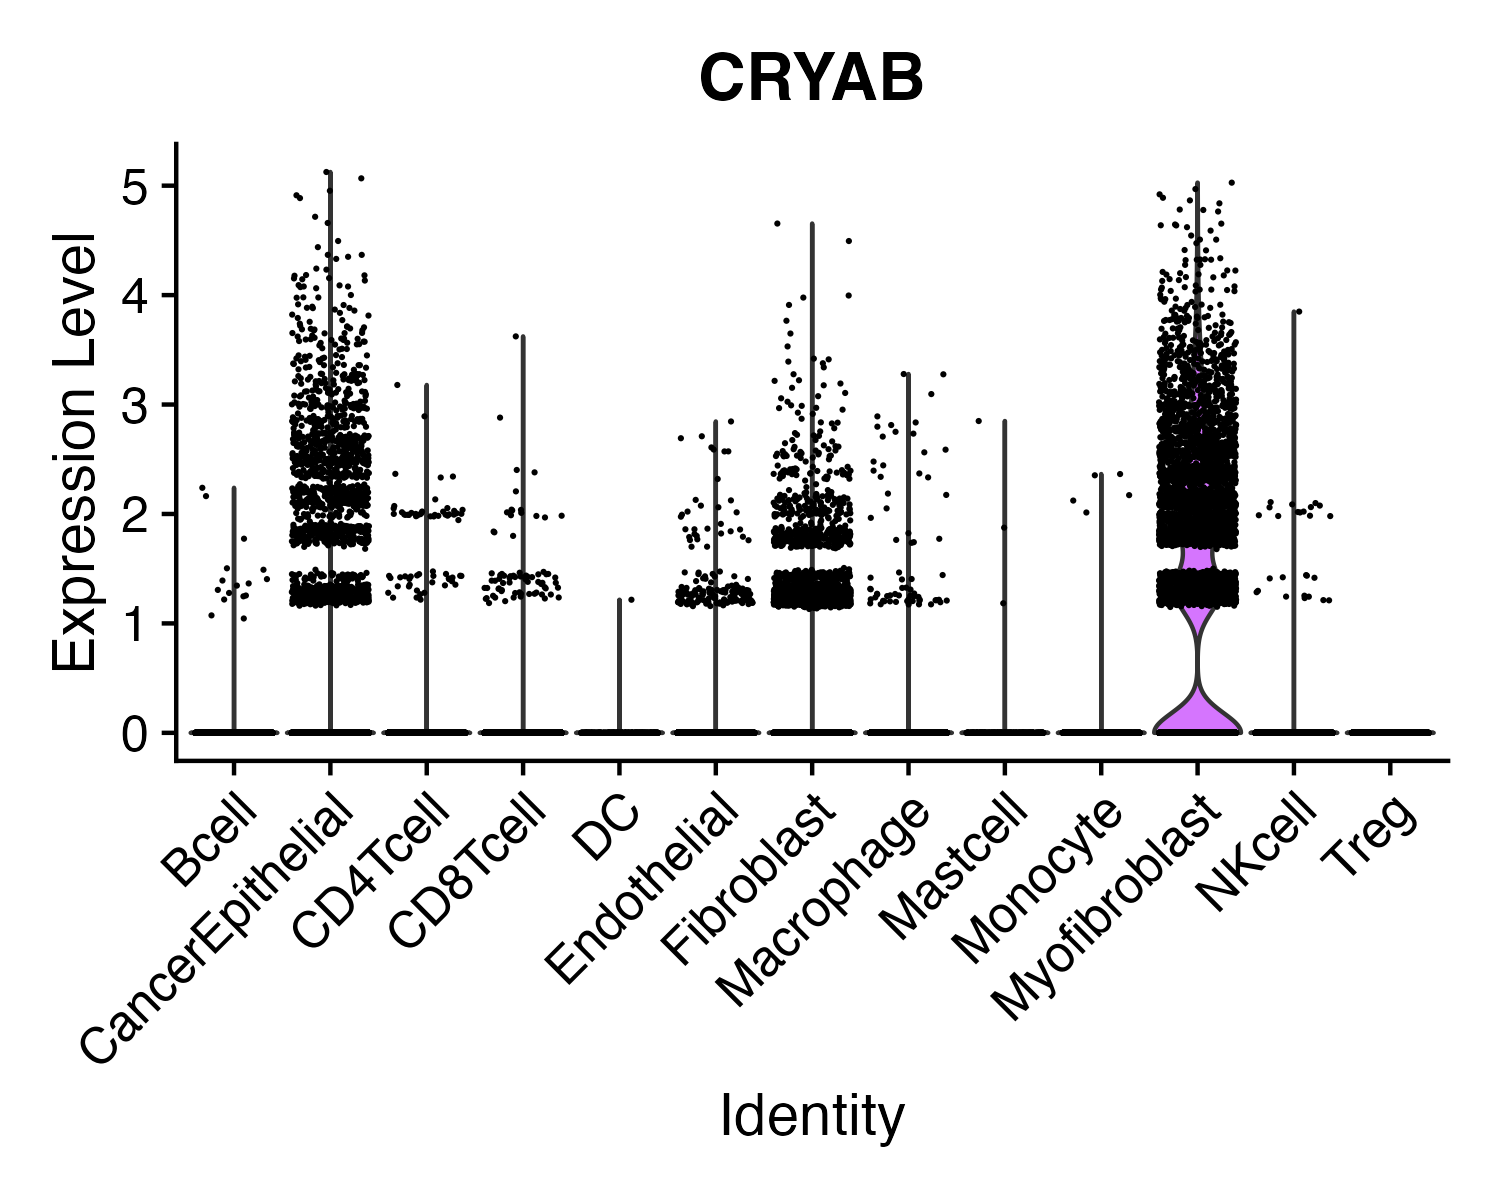 CRYAB
Expression Level
5
4
3
2
1
0
Bcell
CancerEpithelial
CD4Tcell
CD8Tcell
DC
Endothelial
Fibroblast
Macrophage
Mastcell
Monocyte
Myofibroblast
NKcell
Treg
Identity